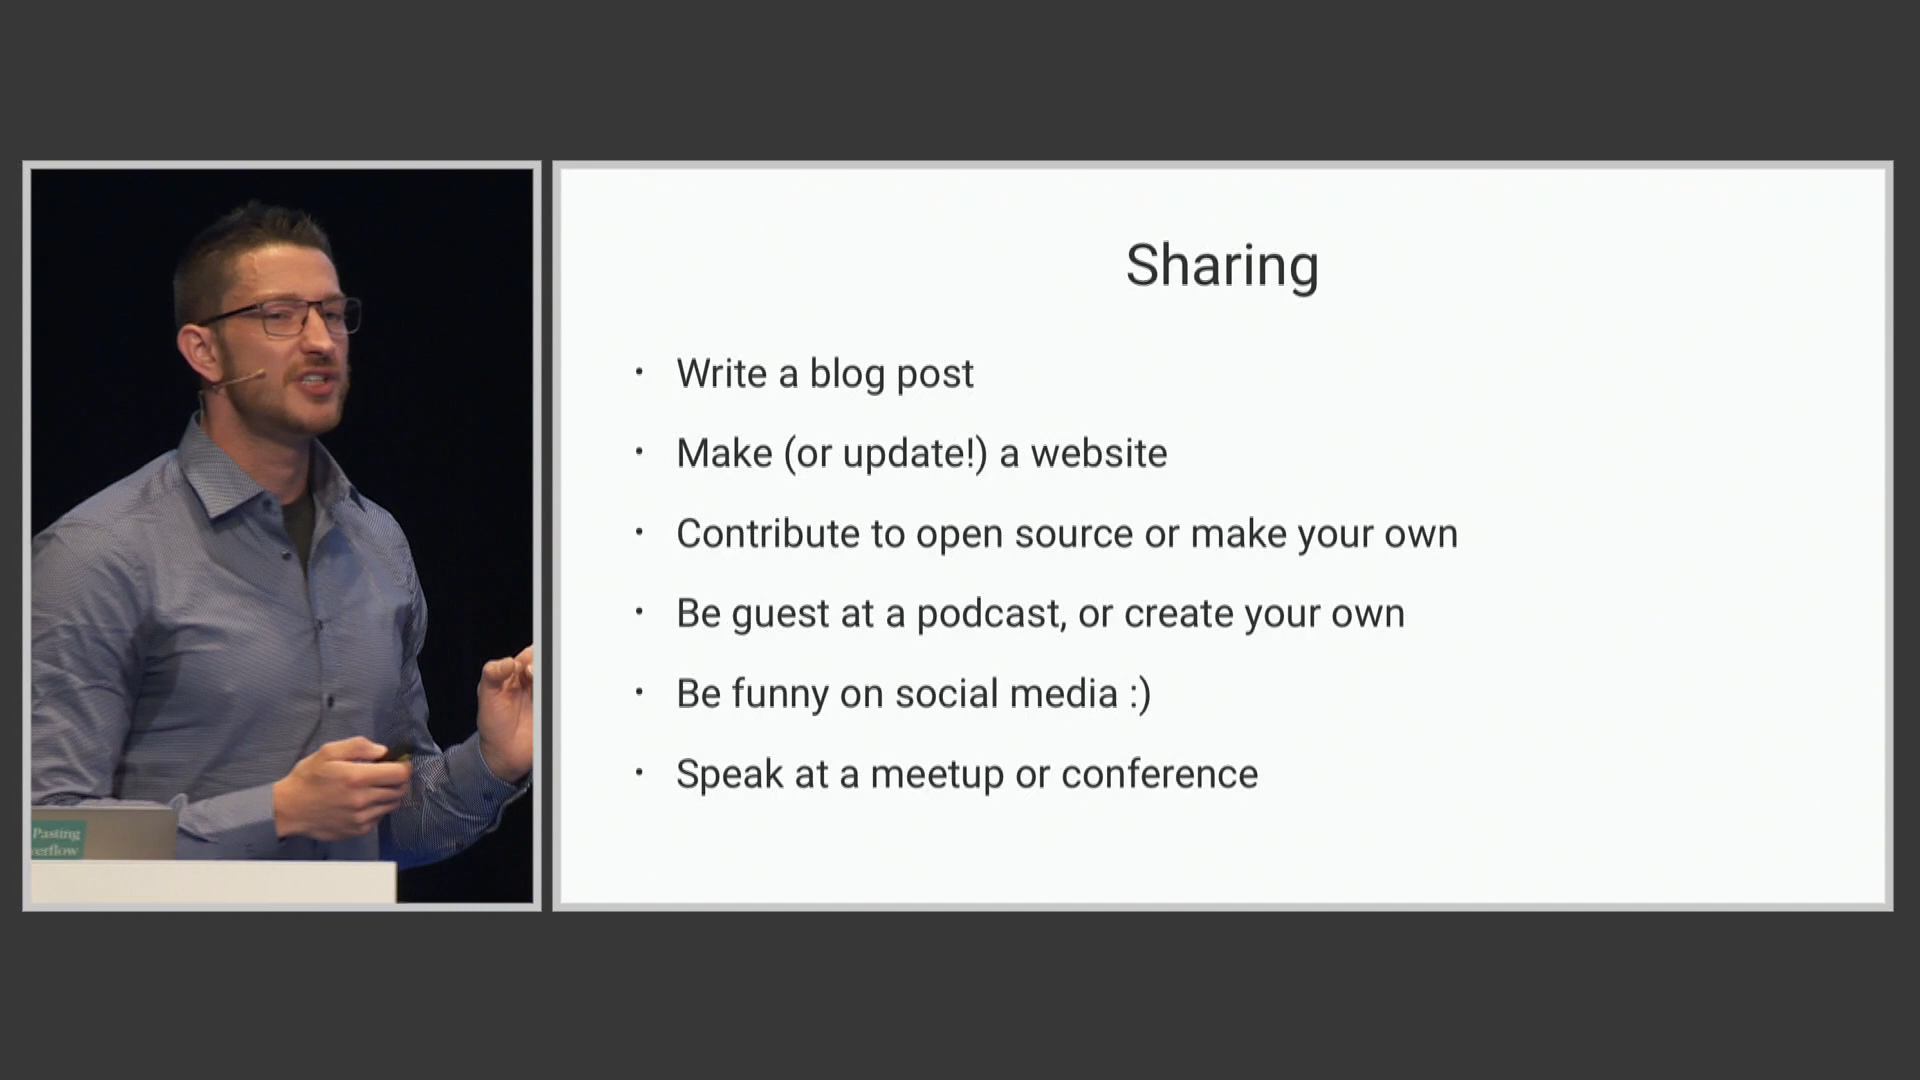 Sharing
Write a blog post
Make (or update!) a website
Contribute to open source or make your own
Be guest at a podcast, or create your own
Be funny on social media :)
Speak at a meetup or conference
Pasting